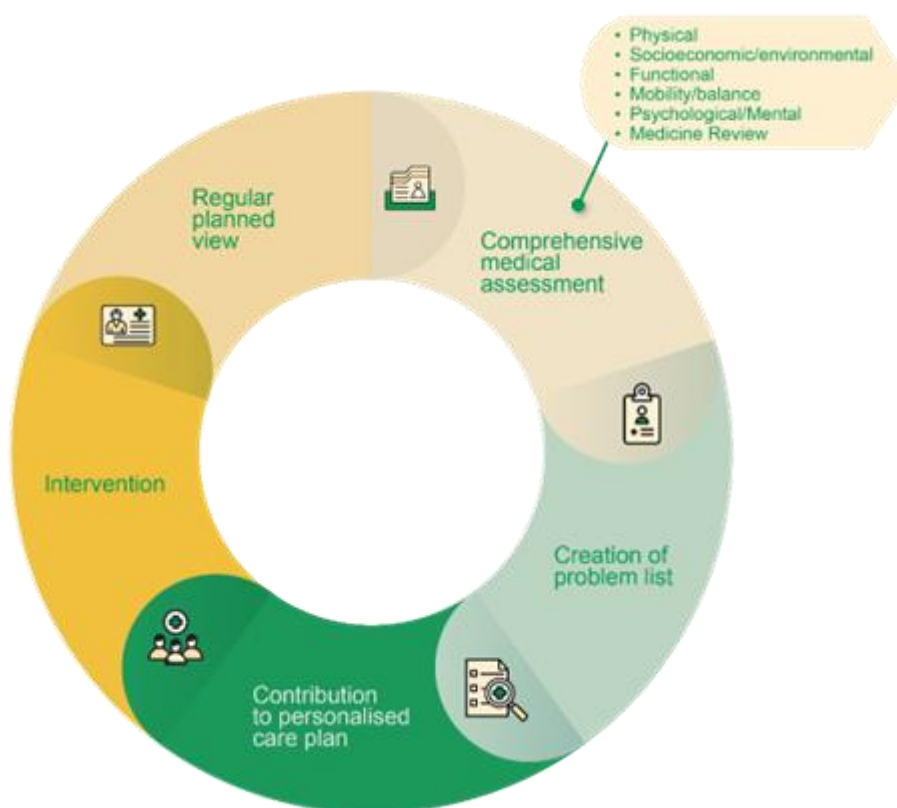 • Physical
• Socioeconomic/environmental
• Functional
• Mobility/balance
• Psychological/Mental
• Medicine Review
Regular
planned
view
Comprehensive
medical
assessment
Intervention
Creation of
problem list
Contribution
to personalised
care plan